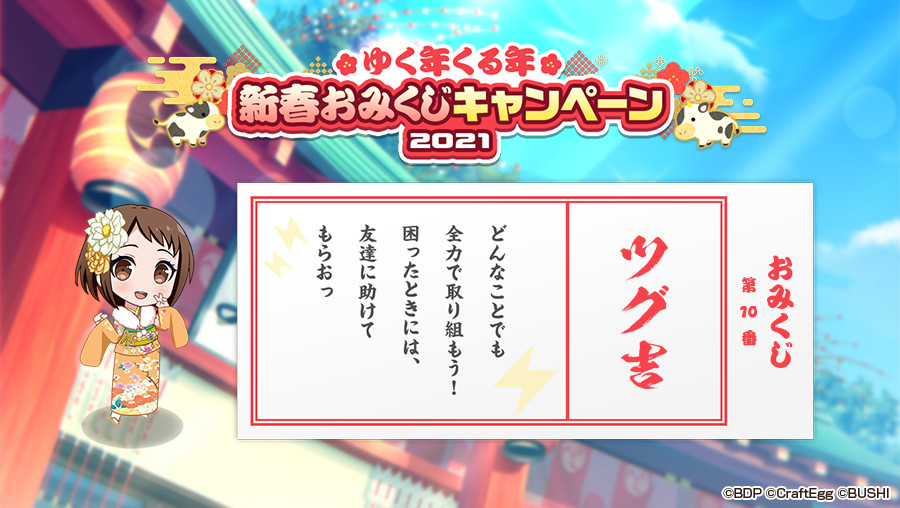 ゆく年くる年
新春おみくじキャンペーン
2021
おみくじ
第10番
ツグ吉
どんなことでも
全力で取り組もう！
困ったときには、
友達に助けて
もらおっ
©BDP ©CraftEgg ©BUSHI